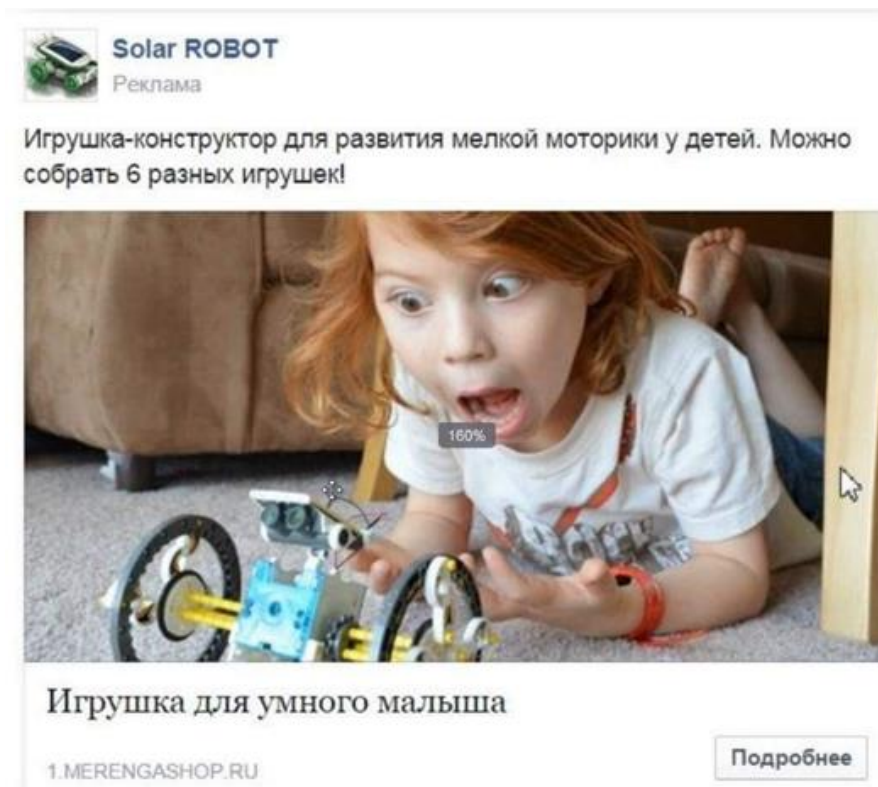 Solar ROBOT
Реклама
Игрушка-конструктор для развития мелкой моторики у детей. Можно
собрать 6 разных игрушек!
160%
Игрушка для умного малыша
Подробнее
1.MERENGASHOP.RU